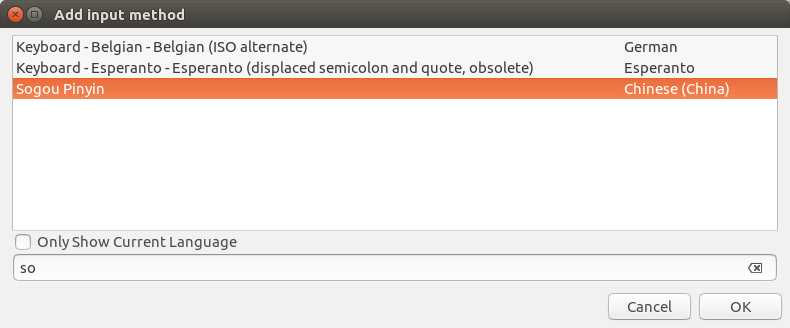 Add input method
Keyboard - Belgian - Belgian (ISO alternate) German
Keyboard - Esperanto - Esperanto (displaced semicolon and quote, obsolete) Esperanto
Sogou Pinyin Chinese (China)
Only Show Current Language
so
Cancel OK